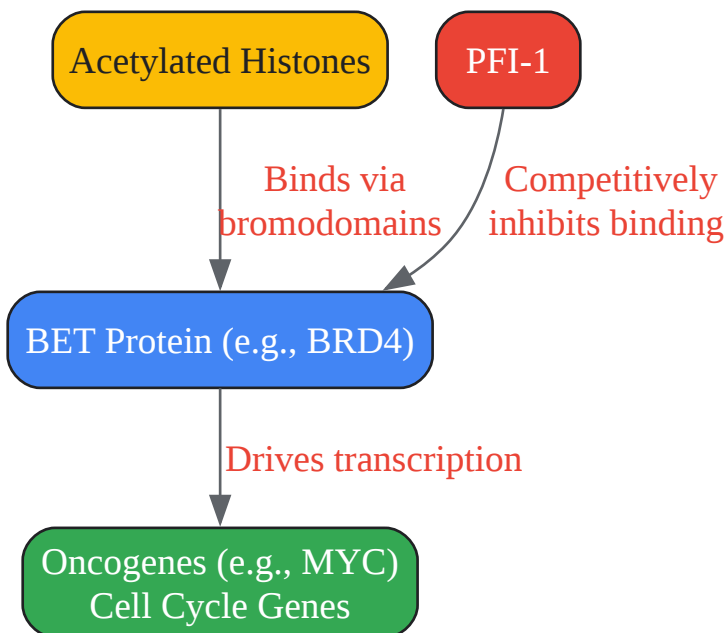 Acetylated Histones
PFI-1
Binds via
bromodomains
Competitively
inhibits binding
BET Protein (e.g., BRD4)
Drives transcription
Oncogenes (e.g., MYC)
Cell Cycle Genes